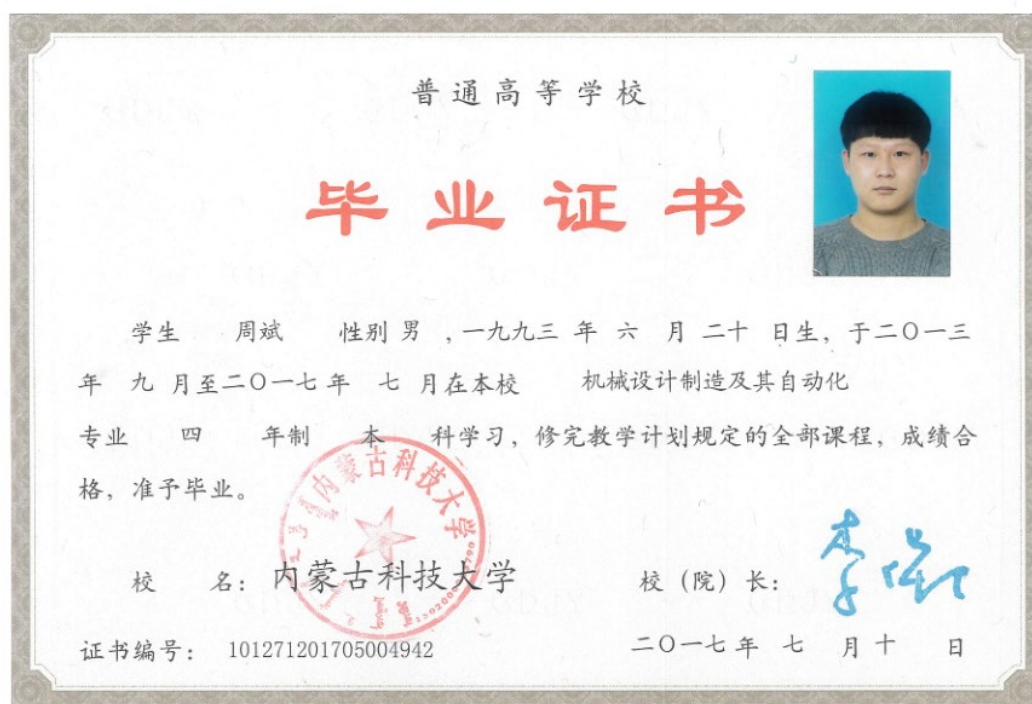 普通高等学校
毕业证书
学生 周斌 性别 男 ,一九九三 年 六 月 二十 日生，于二〇一三
年 九 月至二〇一七年 七 月在本校 机械设计制造及其自动化
专业 四 年制 本 科学习，修完教学计划规定的全部课程，成绩合
格，准予毕业。
内蒙古科技大学
校 名：内蒙古科技大学 校（院）长：
证书编号： 101271201705004942 二〇一七年 七 月 十 日